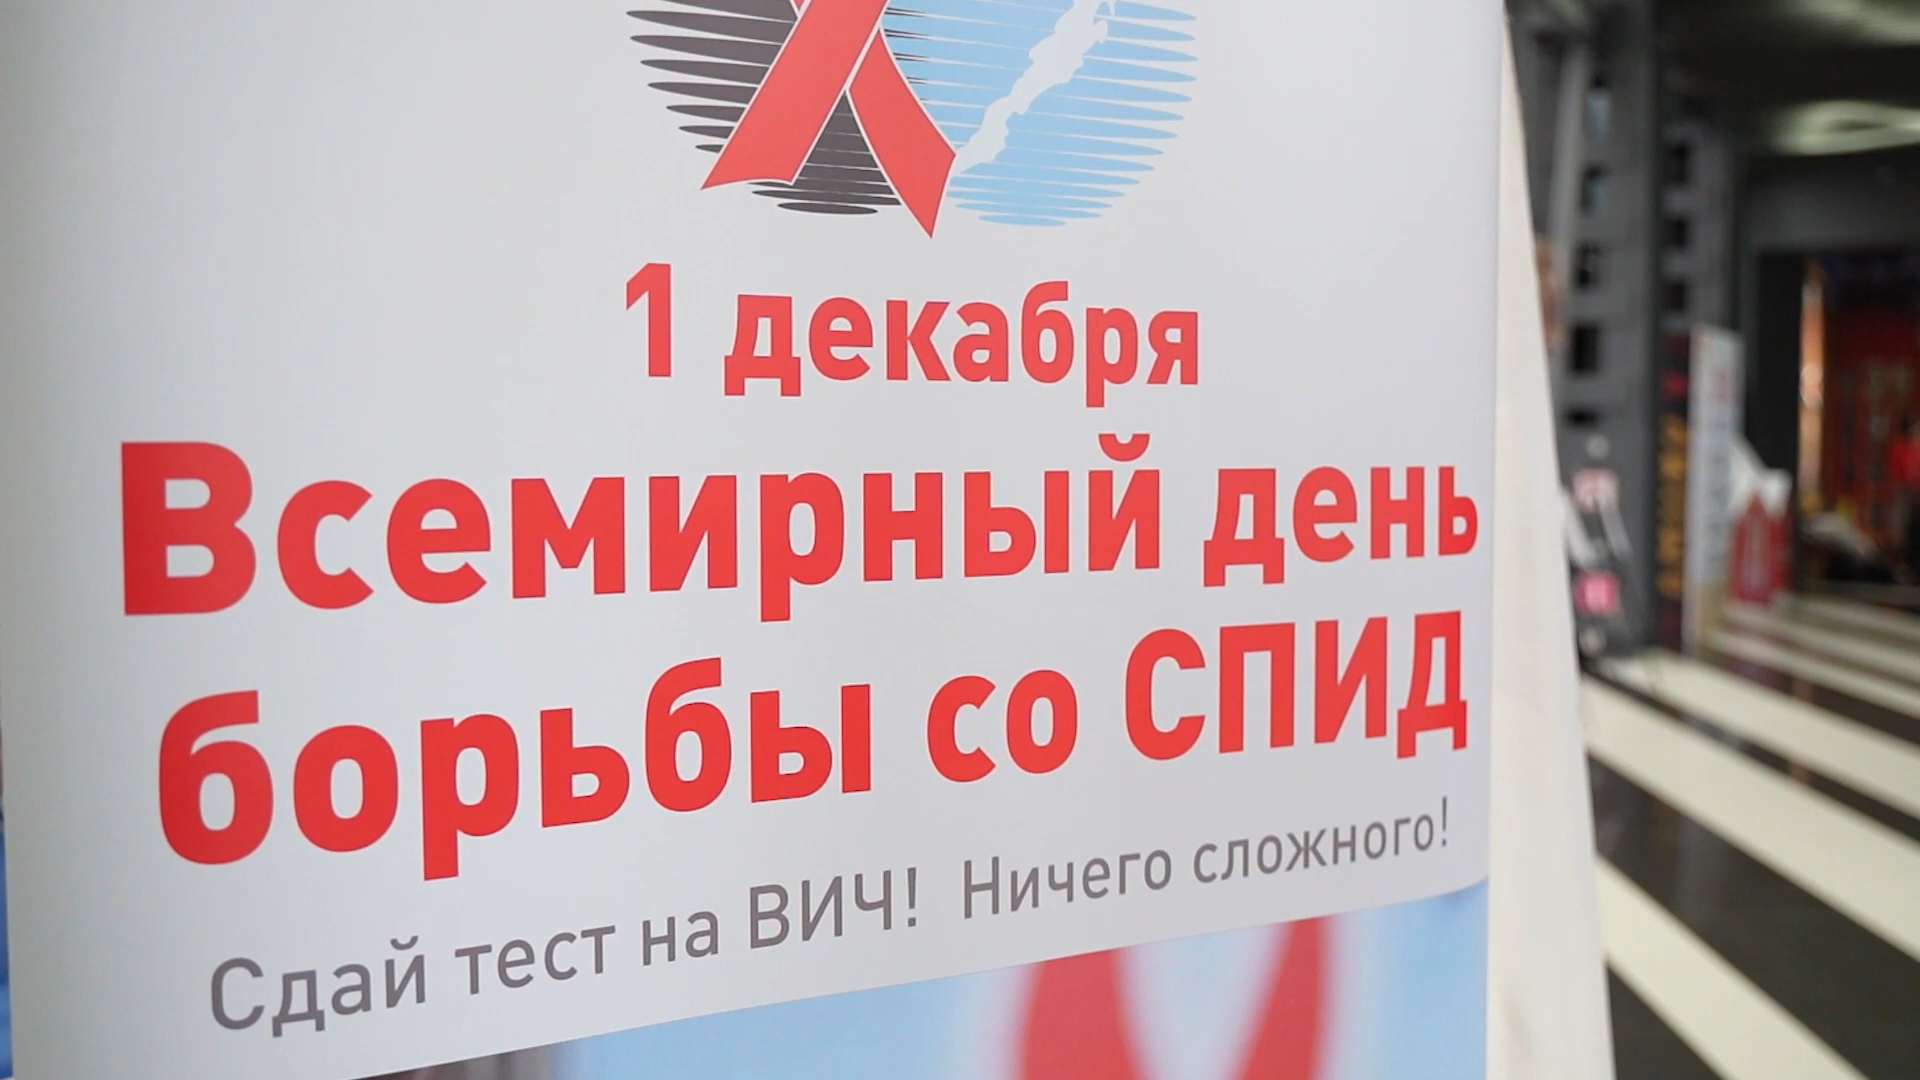 1 декабря
Всемирный день
борьбы со СПИД
Сдай тест на ВИЧ! Ничего сложного!